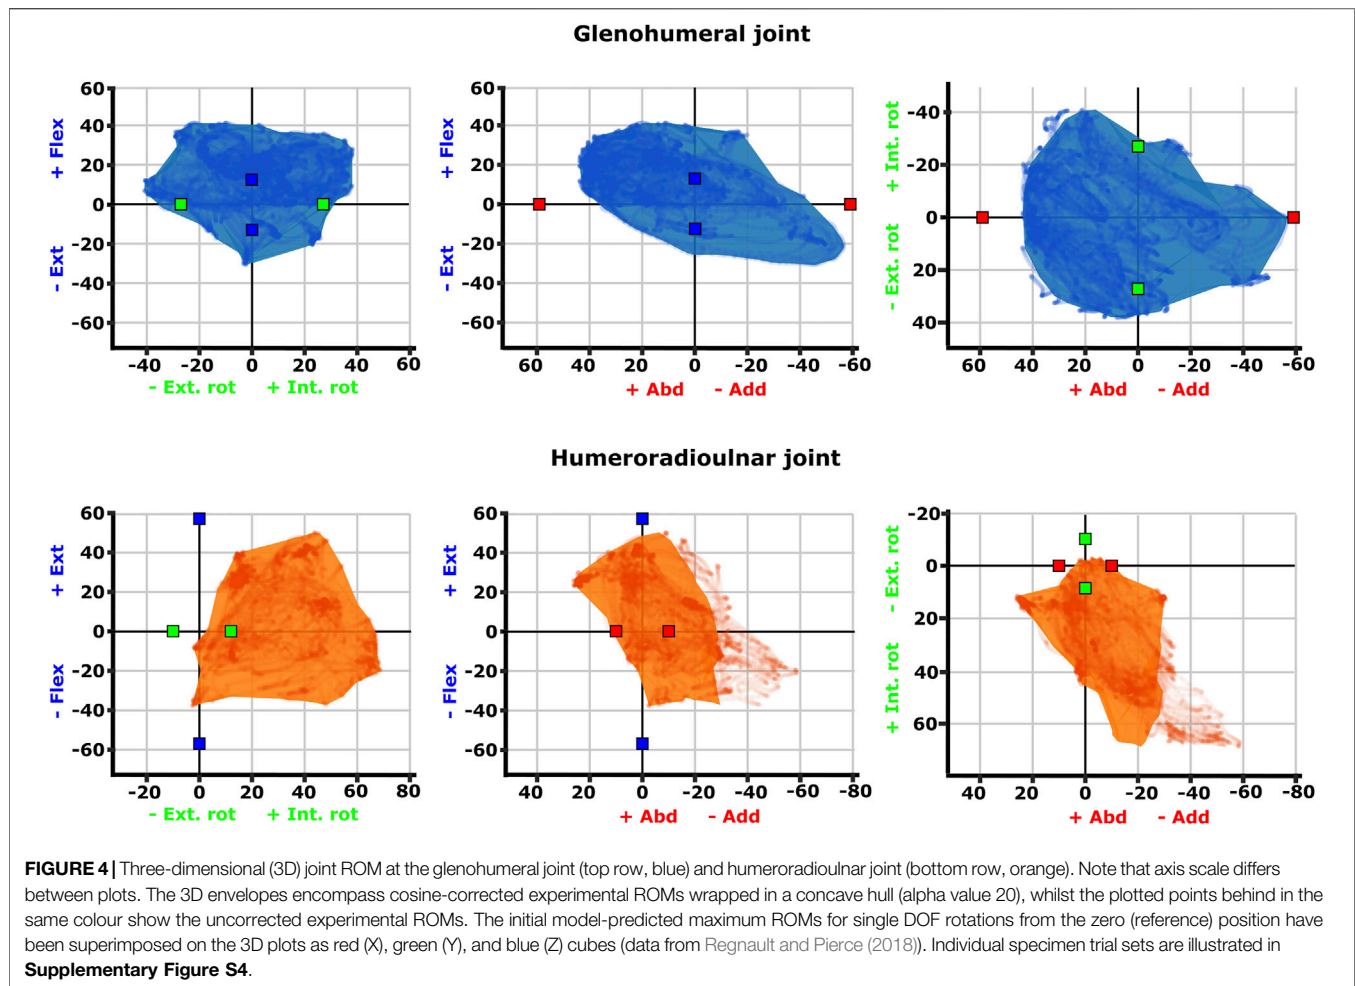 Glenohumeral joint
60
40
20
0
-20
-40
-60
- Ext + Flex
-40 -20 0 20 40 60
- Ext. rot + Int. rot
60
40
20
0
-20
-40
-60
- Ext + Flex
60 40 20 0 -20 -40 -60
+ Abd - Add
-40
-20
0
20
40
- Ext. rot + Int. rot
60 40 20 0 -20 -40 -60
+ Abd - Add
Humeroradioulnar joint
60
40
20
0
-20
-40
-60
- Flex + Ext
-20 0 20 40 60 80
- Ext. rot + Int. rot
60
40
20
0
-20
-40
-60
- Flex + Ext
40 20 0 -20 -40 -60 -80
+ Abd - Add
-20
0
20
40
60
+ Int. rot - Ext. rot
40 20 0 -20 -40 -60 -80
+ Abd - Add
FIGURE 4 | Three-dimensional (3D) joint ROM at the glenohumeral joint (top row, blue) and humeroradioulnar joint (bottom row, orange). Note that axis scale differs
between plots. The 3D envelopes encompass cosine-corrected experimental ROMs wrapped in a concave hull (alpha value 20), whilst the plotted points behind in the
same colour show the uncorrected experimental ROMs. The initial model-predicted maximum ROMs for single DOF rotations from the zero (reference) position have
been superimposed on the 3D plots as red (X), green (Y), and blue (Z) cubes (data from Regnault and Pierce (2018)). Individual specimen trial sets are illustrated in
Supplementary Figure S4.